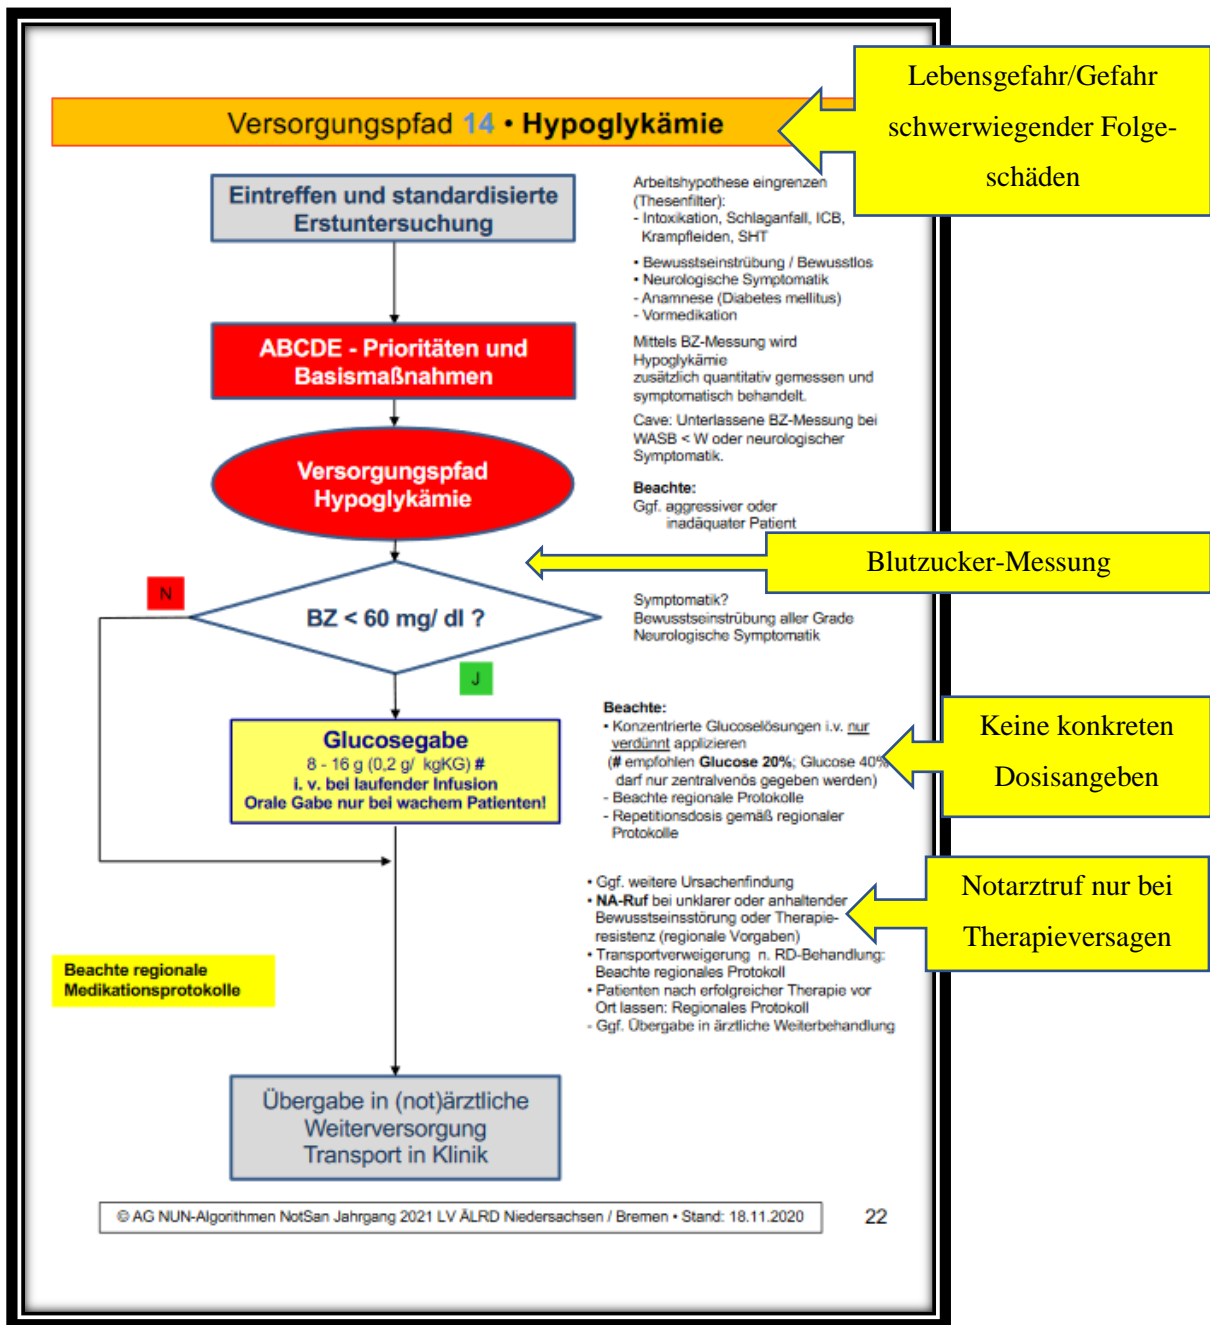 Lebensgefahr/Gefahr
schwerwiegender Folge-
schäden
Versorgungspfad 14 • Hypoglykämie
Eintreffen und standardisierte
Erstuntersuchung
Arbeitshypothese eingrenzen
(Thesenfilter):
- Intoxikation, Schlaganfall, ICB,
Krampfleiden, SHT
• Bewusstseinstrübung / Bewusstlos
• Neurologische Symptomatik
- Anamnese (Diabetes mellitus)
- Vormedikation
ABCDE - Prioritäten und
Basismaßnahmen
Mittels BZ-Messung wird
Hypoglykämie
zusätzlich quantitativ gemessen und
symptomatisch behandelt.
Cave: Unterlassene BZ-Messung bei
WASB < W oder neurologischer
Symptomatik.
Versorgungspfad
Hypoglykämie
Beachte:
Ggf. aggressiver oder
inadäquater Patient
Blutzucker-Messung
N
BZ < 60 mg/ dl ?
J
Symptomatik?
Bewusstseinstrübung aller Grade
Neurologische Symptomatik
Glucosegabe
8 - 16 g (0,2 g/ kgKG) #
i. v. bei laufender Infusion
Orale Gabe nur bei wachem Patienten!
Beachte:
• Konzentrierte Glucoselösungen i.v. nur
verdünnt applizieren
(# empfohlen Glucose 20%; Glucose 40%
darf nur zentralvenös gegeben werden)
- Beachte regionale Protokolle
- Repetitionsdosis gemäß regionaler
Protokolle
Keine konkreten
Dosisangeben
• Ggf. weitere Ursachenfindung
• NA-Ruf bei unklarer oder anhaltender
Bewusstseinsstörung oder Therapie-
resistenz (regionale Vorgaben)
• Transportverweigerung n. RD-Behandlung:
Beachte regionales Protokoll
• Patienten nach erfolgreicher Therapie vor
Ort lassen: Regionales Protokoll
- Ggf. Übergabe in ärztliche Weiterbehandlung
Notarztruf nur bei
Therapieversagen
Beachte regionale
Medikationsprotokolle
Übergabe in (not)ärztliche
Weiterversorgung
Transport in Klinik
© AG NUN-Algorithmen NotSan Jahrgang 2021 LV ÄLRD Niedersachsen / Bremen • Stand: 18.11.2020
22